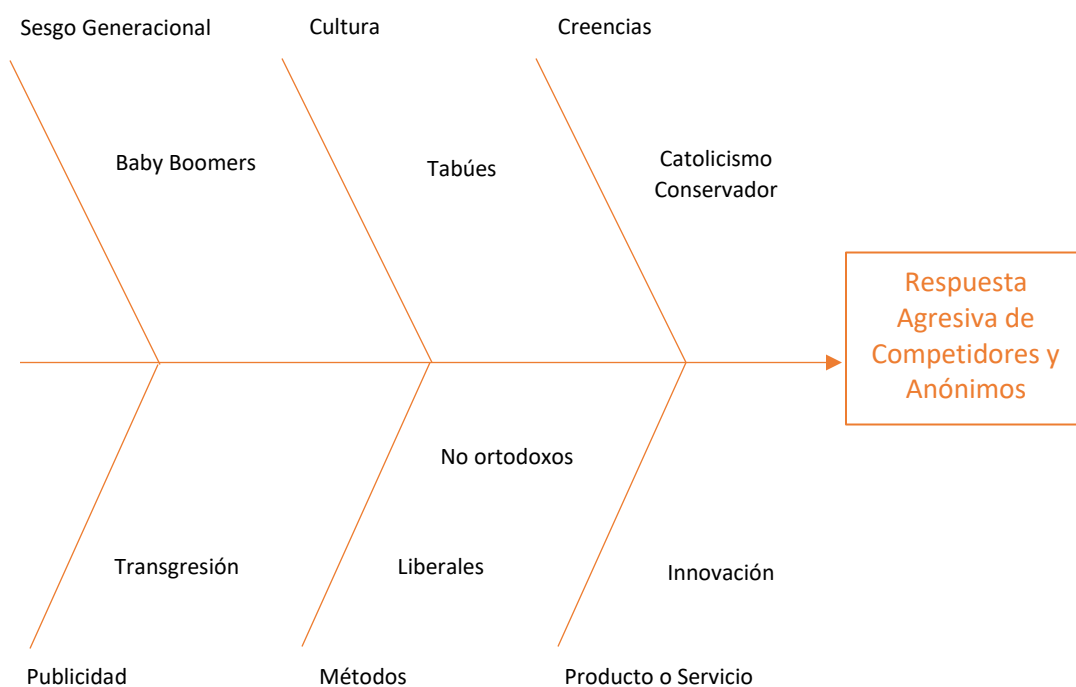 Sesgo Generacional
Cultura
Creencias
Baby Boomers
Tabúes
Catolicismo
Conservador
Respuesta
Agresiva de
Competidores y
Anónimos
No ortodoxos
Transgresión
Liberales
Innovación
Publicidad
Métodos
Producto o Servicio